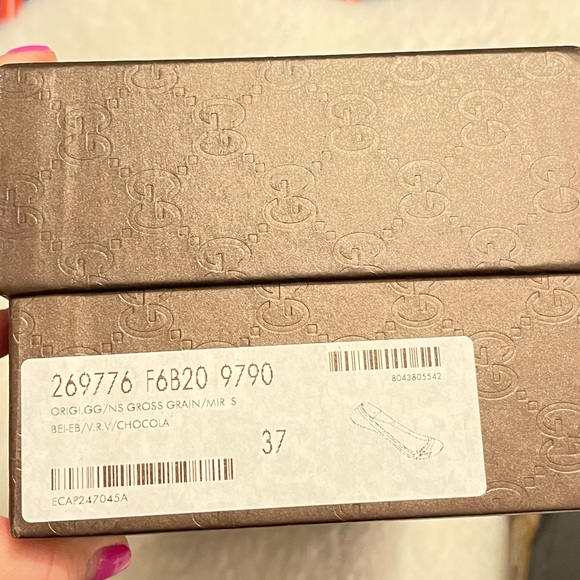 269776 F6B20 9790
8043805542
ORIGI.GG/NS GROSS GRAIN/MIR S
BEI-EB/V.R.V/CHOCOLA
37
ECAP247045A